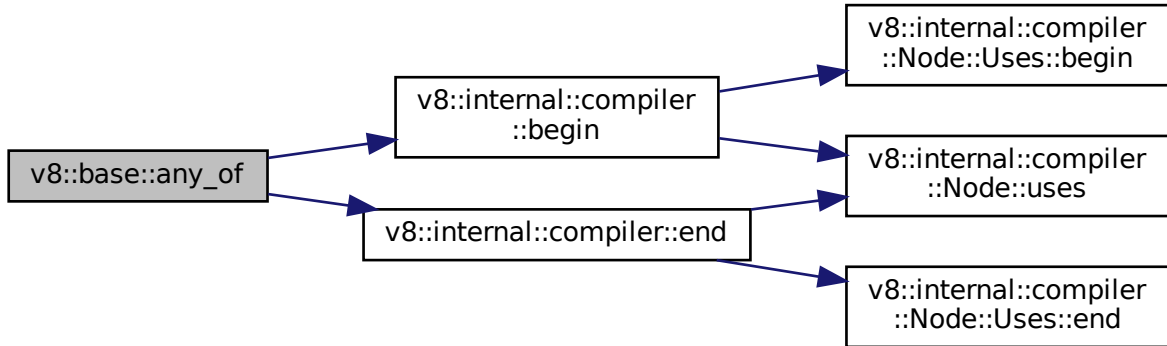 v8::base::any_of
v8::internal::compiler
::begin
v8::internal::compiler::end
v8::internal::compiler
::Node::Uses::begin
v8::internal::compiler
::Node::uses
v8::internal::compiler
::Node::Uses::end